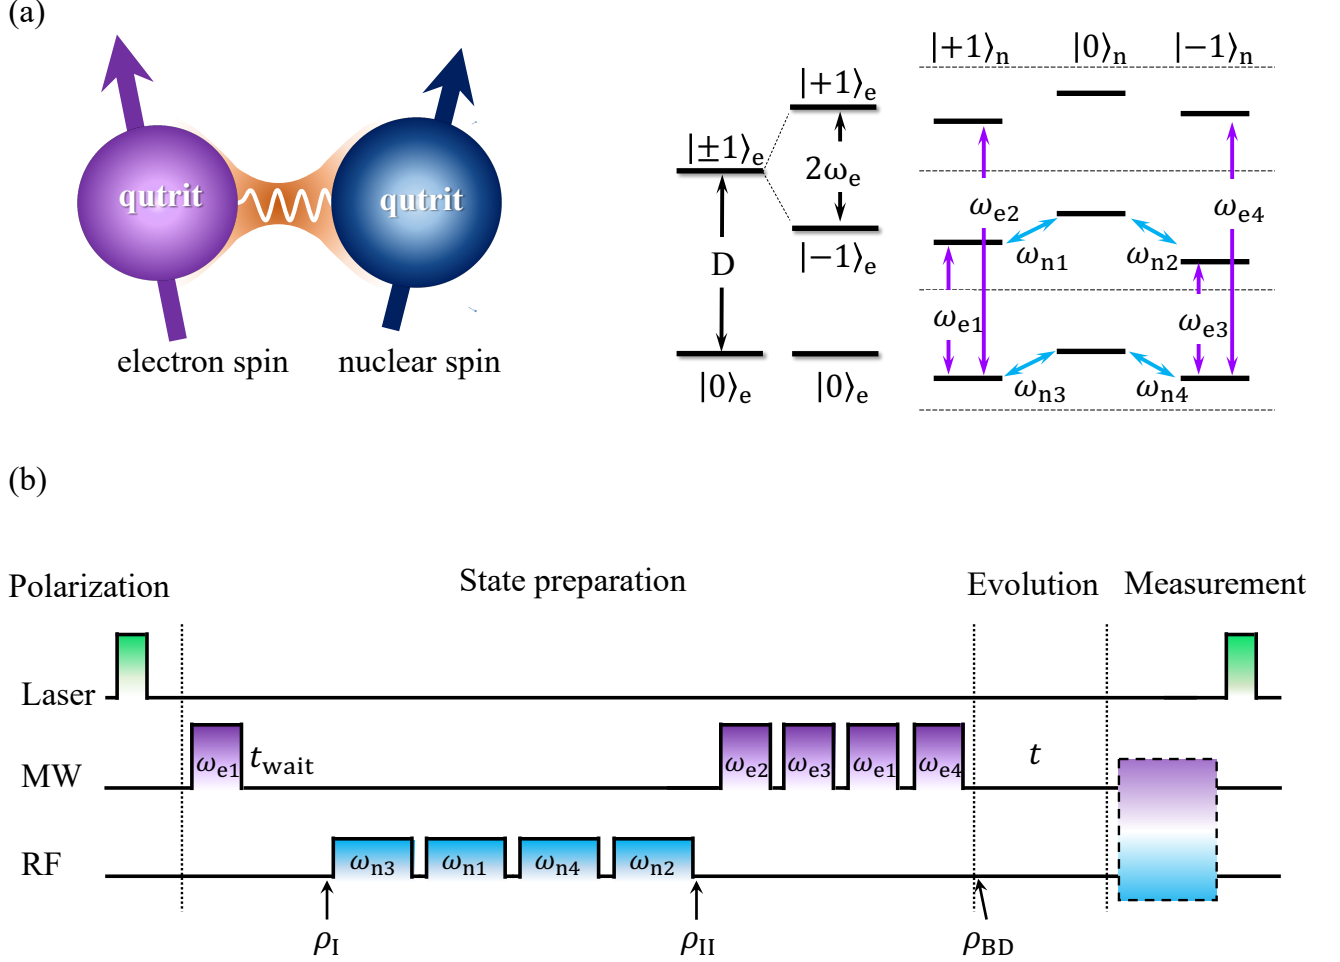 (a)
qutrit
qutrit
electron spin
nuclear spin
|±1⟩e
D
|0⟩e
|+1⟩e
2ωe
|−1⟩e
|0⟩e
|+1⟩n |0⟩n |−1⟩n
ωe2
ωe4
ωn1
ωn2
ωe1
ωe3
ωn3
ωn4
(b)
Polarization
State preparation
Evolution
Measurement
Laser
MW
ωe1
twait
ωe2
ωe3
ωe1
ωe4
t
RF
ωn3
ωn1
ωn4
ωn2
ρI
ρII
ρBD